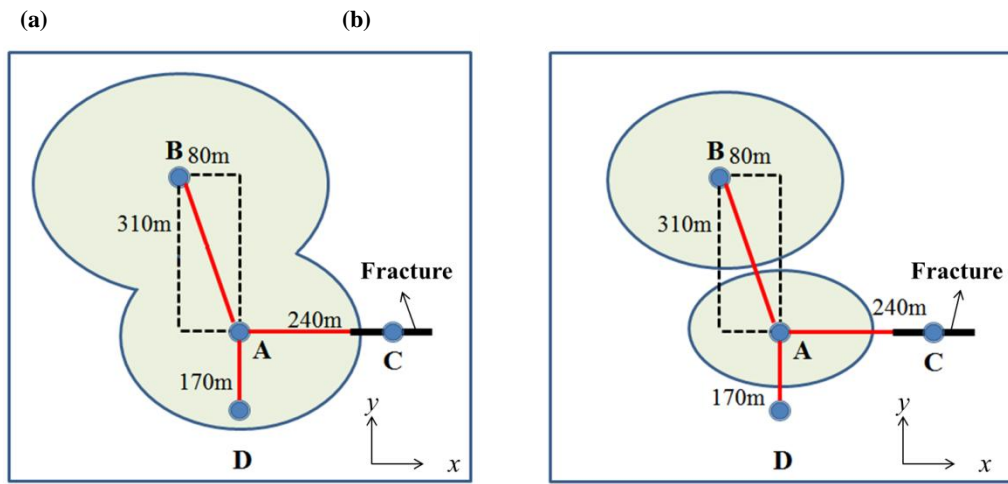 (a) (b)
B 80m
310m
Fracture
240m
A
C
170m
D
y
x
B 80m
310m
Fracture
240m
A
C
170m
D
y
x